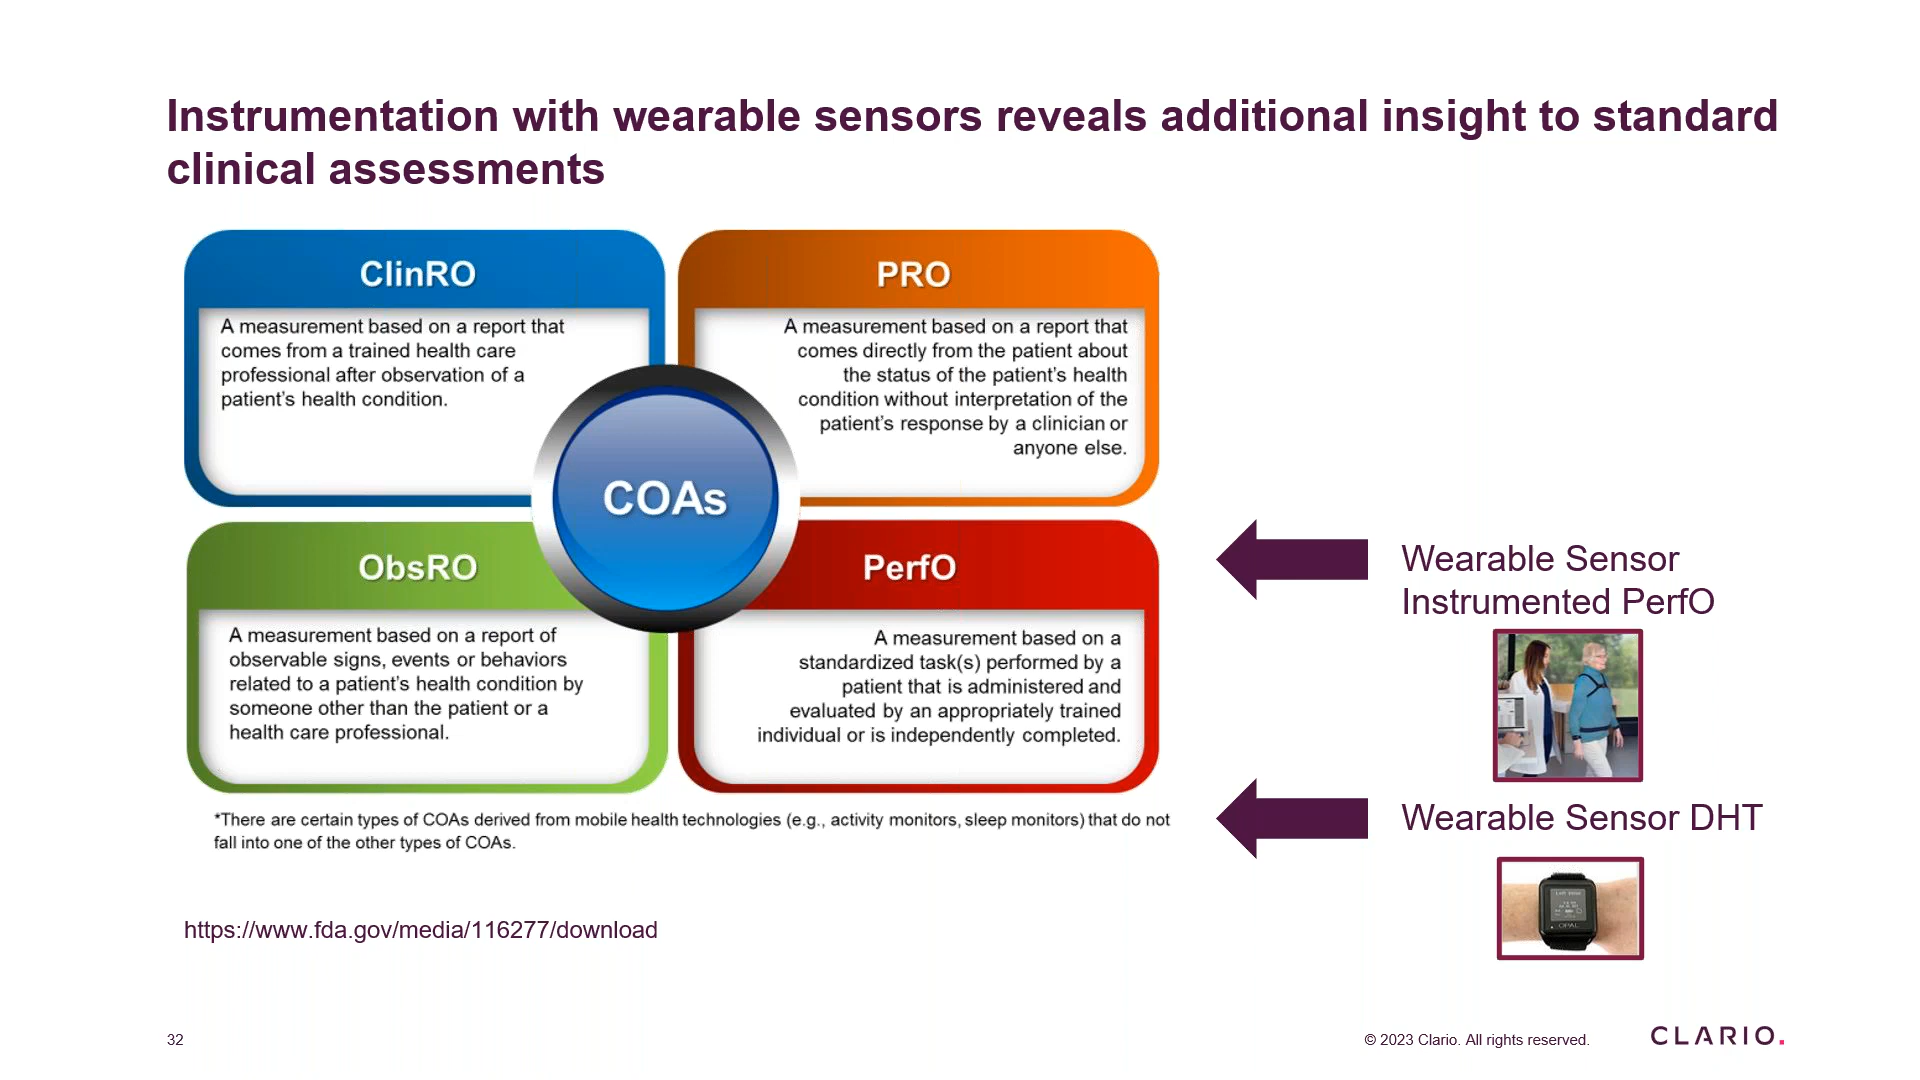 Instrumentation with wearable sensors reveals additional insight to standard
clinical assessments
ClinRO
A measurement based on a report that
comes from a trained health care
professional after observation of a
patient’s health condition.
PRO
A measurement based on a report that
comes directly from the patient about
the status of the patient’s health
condition without interpretation of the
patient’s response by a clinician or
anyone else.
COAs
ObsRO
A measurement based on a report of
observable signs, events or behaviors
related to a patient’s health condition by
someone other than the patient or a
health care professional.
PerfO
A measurement based on a
standardized task(s) performed by a
patient that is administered and
evaluated by an appropriately trained
individual or is independently completed.
*There are certain types of COAs derived from mobile health technologies (e.g., activity monitors, sleep monitors) that do not
fall into one of the other types of COAs.
Wearable Sensor
Instrumented PerfO
Wearable Sensor DHT
OPAL
https://www.fda.gov/media/116277/download
32
© 2023 Clario. All rights reserved.
CLARIO.